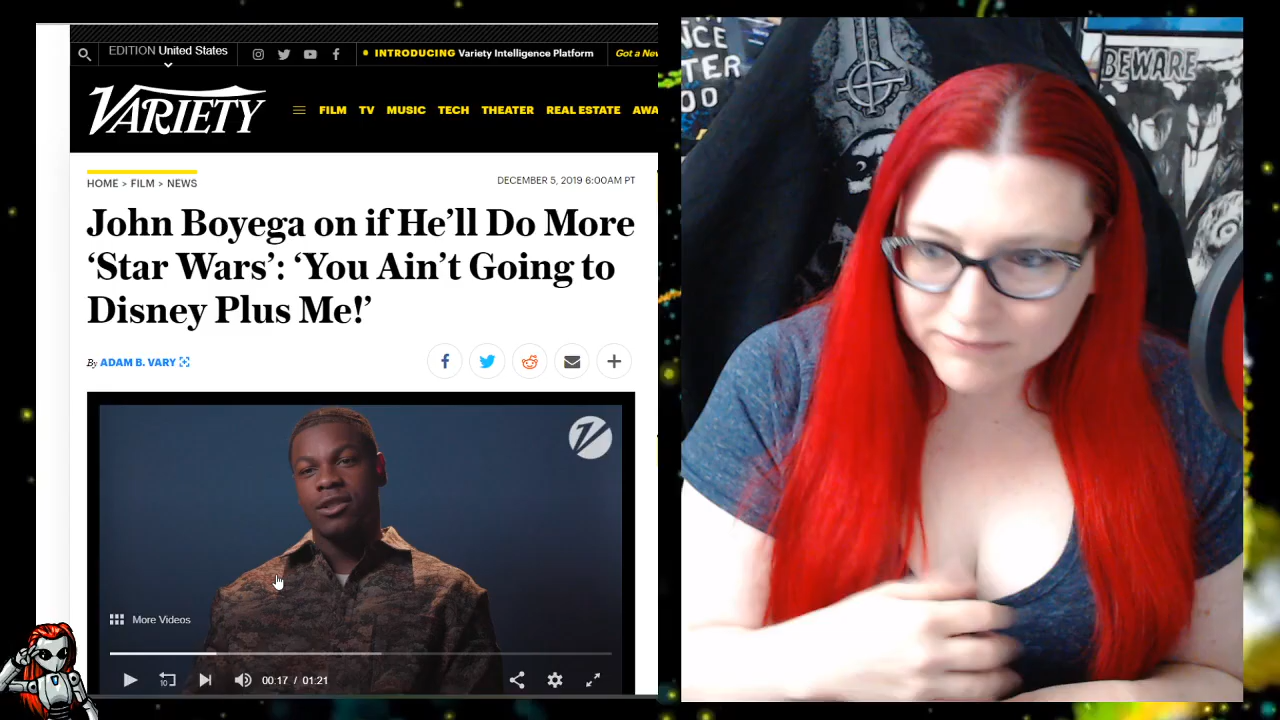 EDITION United States
INTRODUCING Variety Intelligence Platform
Got a New
VARIETY
FILM TV MUSIC TECH THEATER REAL ESTATE AWA
HOME > FILM > NEWS
DECEMBER 5, 2019 6:00AM PT
John Boyega on if He’ll Do More
‘Star Wars’: ‘You Ain’t Going to
Disney Plus Me!’
By ADAM B. VARY
More Videos
10
00:17 / 01:21
BEWARE